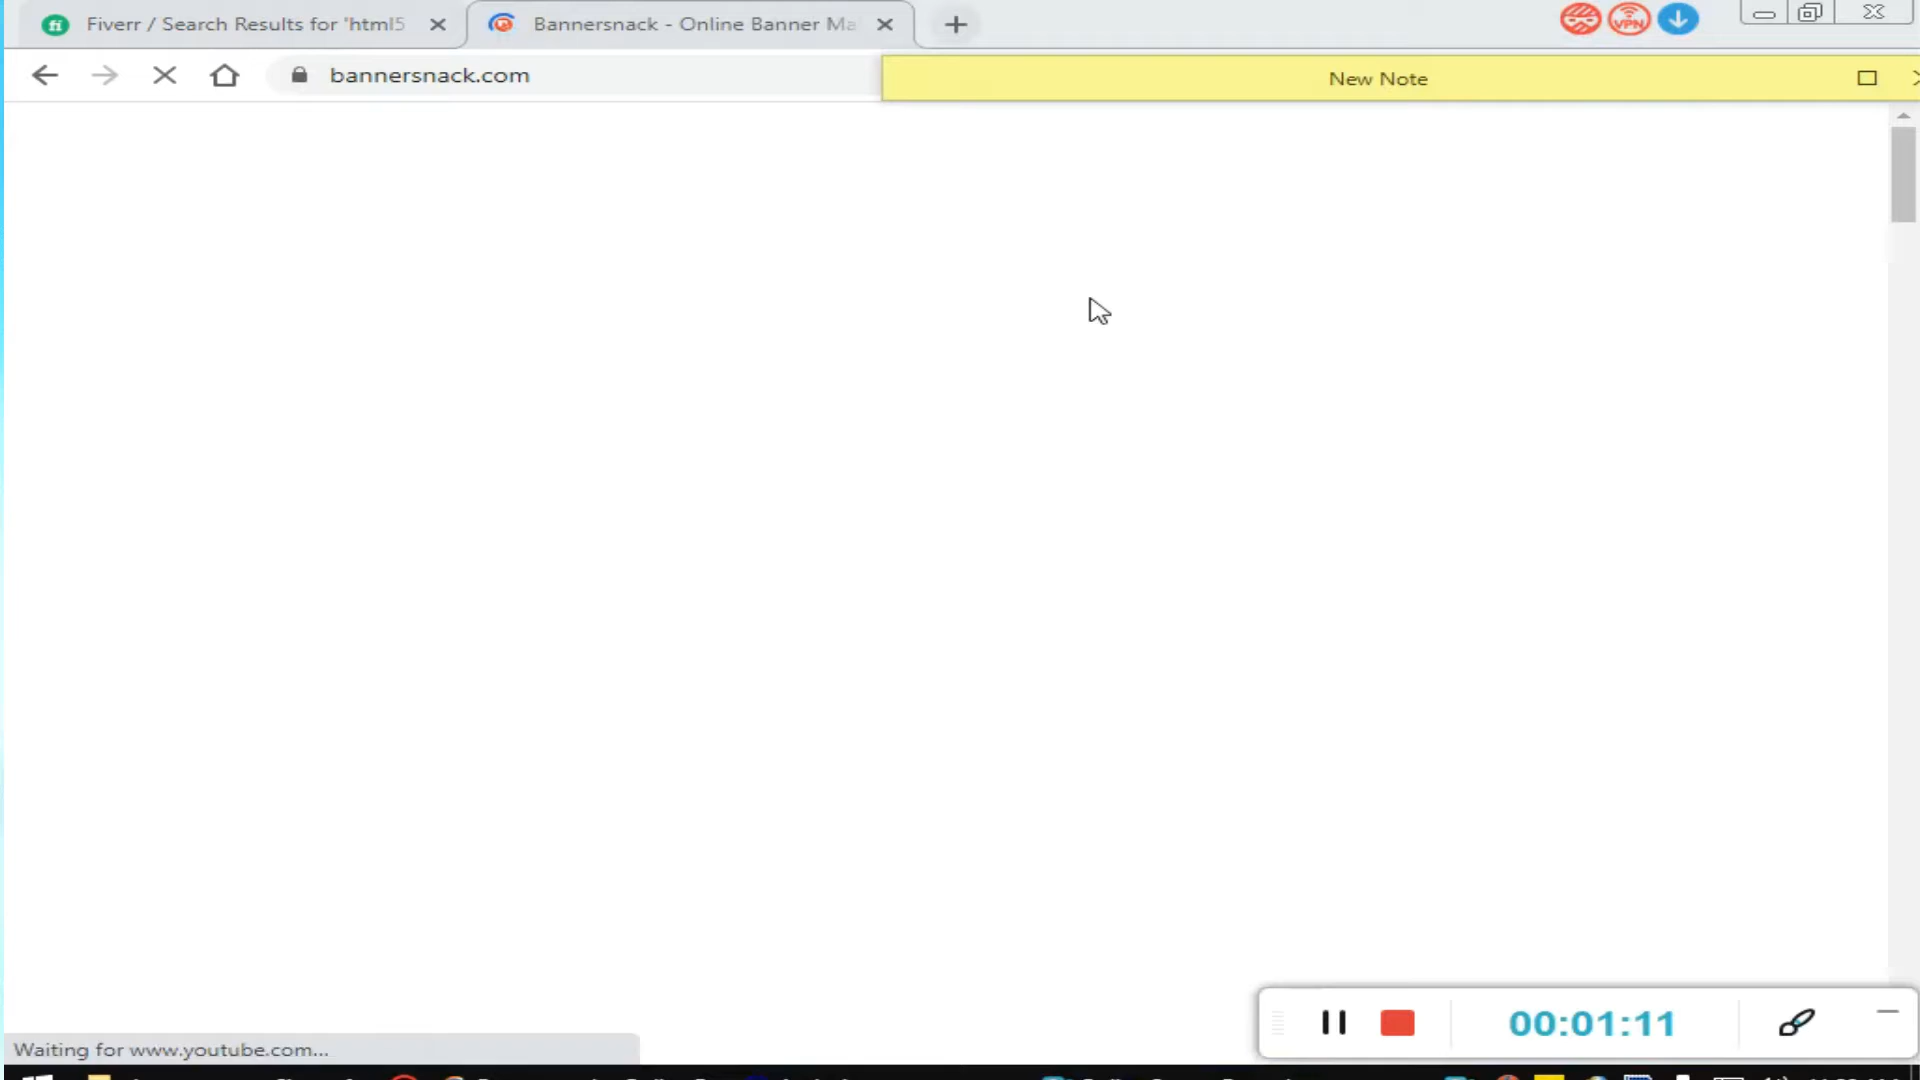 Fiverr / Search Results for 'html5
Bannersnack - Online Banner Ma
VPN
bannersnack.com
New Note
00:01:11
Waiting for www.youtube.com...